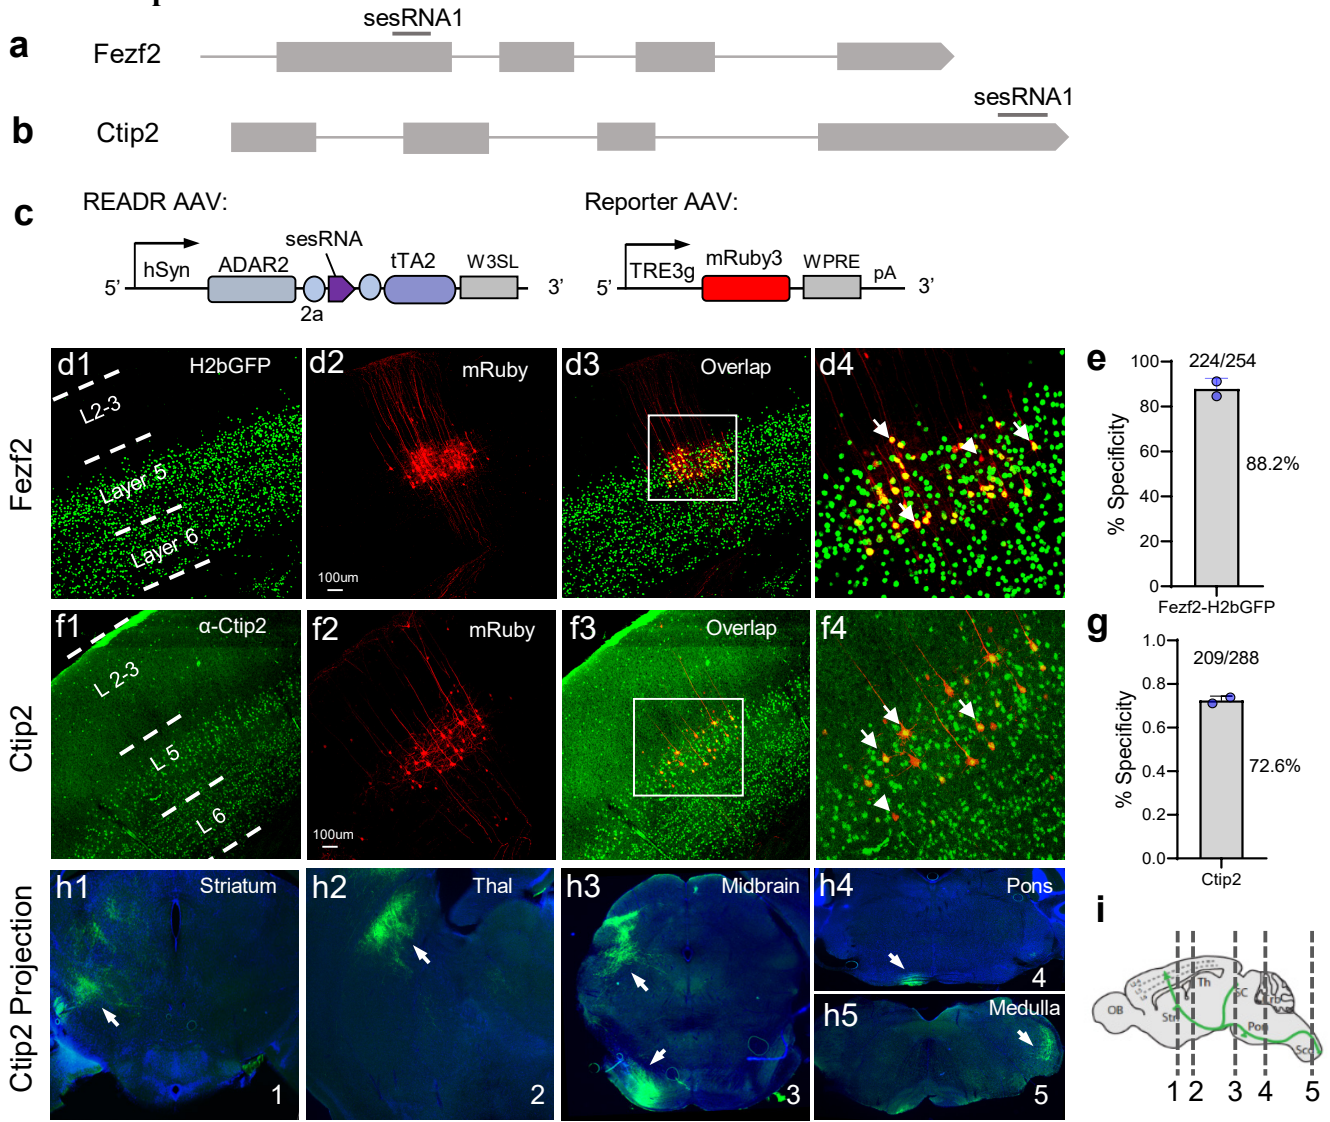 sesRNA1
a
Fezf2
sesRNA1
b
Ctip2
c
READR AAV:
Reporter AAV:
sesRNA
5'
hSyn
ADAR2
2a
tTA2
W3SL
3'
5'
TRE3g
mRuby3
WPRE
pA
3'
Fezf2
d1
H2bGFP
L2-3
Layer 5
Layer 6
d2
mRuby
100um
d3
Overlap
d4
e
% Specificity
100
80
60
40
20
0
224/254
88.2%
Fezf2-H2bGFP
Ctip2
f1
α-Ctip2
L 2-3
L 5
L 6
f2
mRuby
100um
f3
Overlap
f4
g
% Specificity
1.0
0.8
0.6
0.4
0.2
0.0
209/288
72.6%
Ctip2
Ctip2 Projection
h1
Striatum
1
h2
Thal
2
h3
Midbrain
3
h4
Pons
4
h5
Medulla
5
i
OB
Str
Th
SC
Pon
1 2 3 4 5